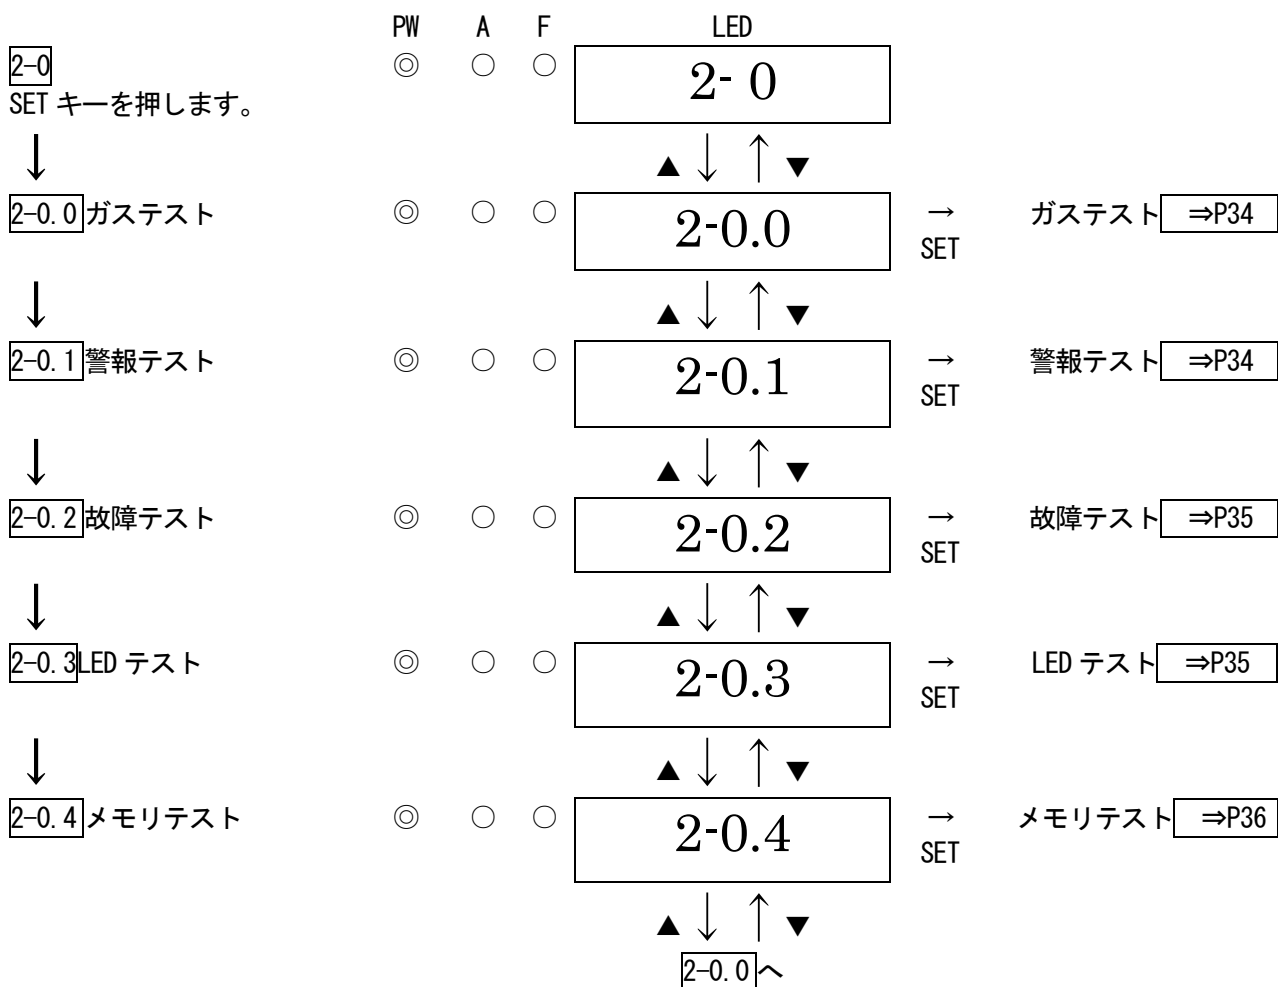 PW A F LED
2-0 ◎ ○ ○ 2- 0
SET キーを押します。
↓ ▲ ↓ ↑ ▼
2-0.0 ガステスト ◎ ○ ○ 2-0.0 → ガステスト ⇒P34
SET
↓ ▲ ↓ ↑ ▼
2-0.1 警報テスト ◎ ○ ○ 2-0.1 → 警報テスト ⇒P34
SET
↓ ▲ ↓ ↑ ▼
2-0.2 故障テスト ◎ ○ ○ 2-0.2 → 故障テスト ⇒P35
SET
↓ ▲ ↓ ↑ ▼
2-0.3 LED テスト ◎ ○ ○ 2-0.3 → LED テスト ⇒P35
SET
↓ ▲ ↓ ↑ ▼
2-0.4 メモリテスト ◎ ○ ○ 2-0.4 → メモリテスト ⇒P36
SET
▲ ↓ ↑ ▼
2-0.0 へ